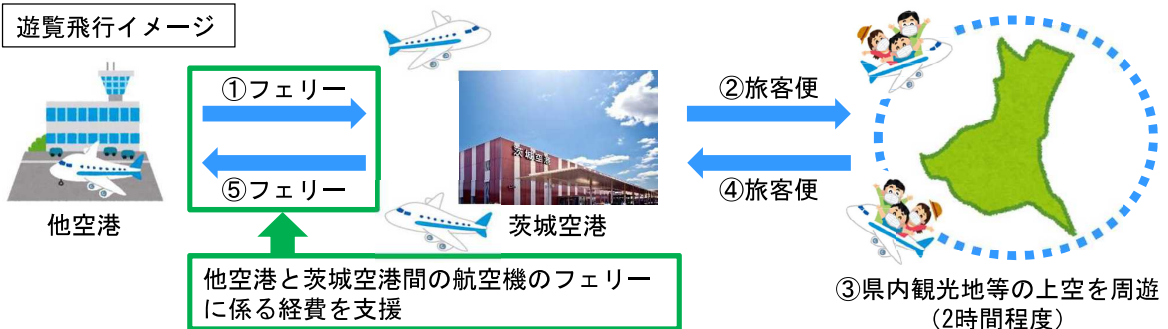 遊覧飛行イメージ
①フェリー
②旅客便
茨城空港
⑤フェリー
④旅客便
他空港
茨城空港
他空港と茨城空港間の航空機のフェリー
に係る経費を支援
③県内観光地等の上空を周遊
(2時間程度)